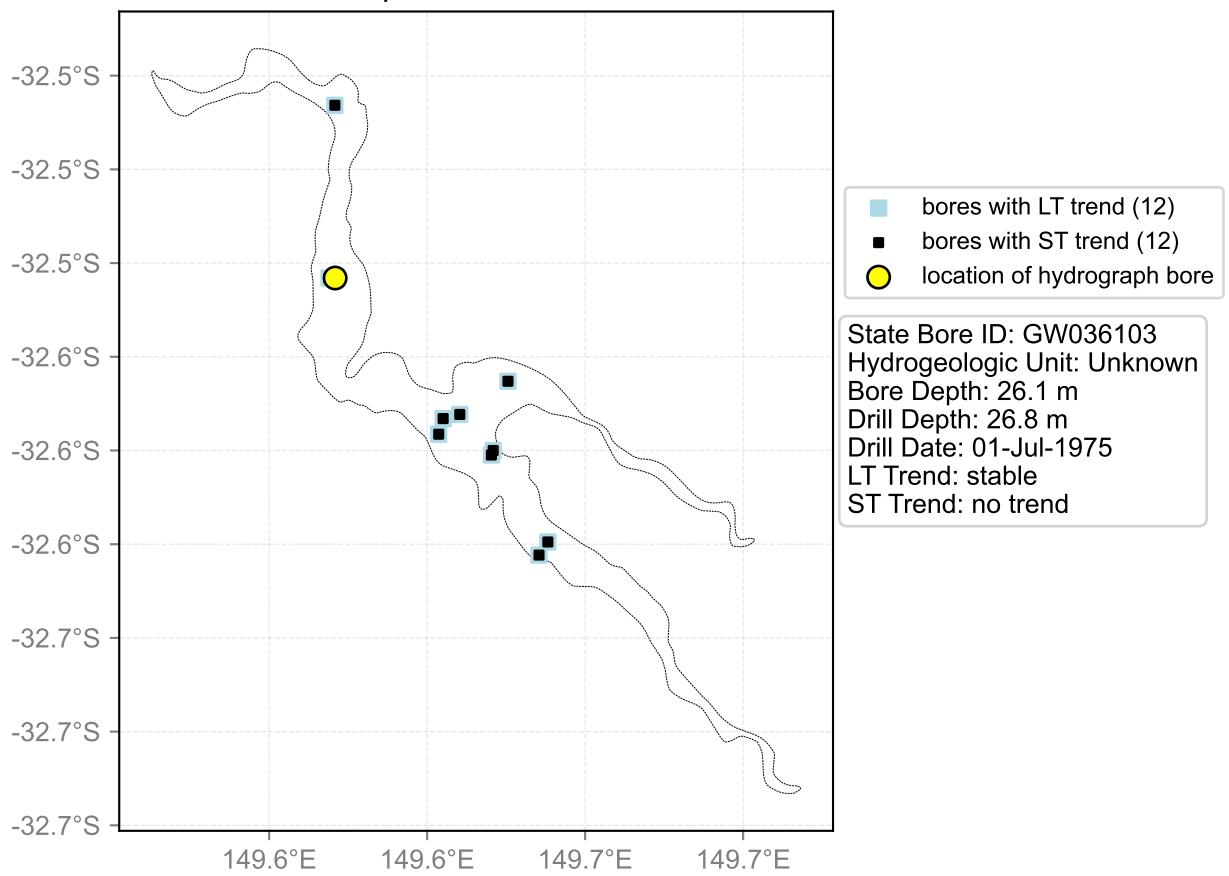 -32.5°S
-32.5°S
-32.5°S
-32.6°S
-32.6°S
-32.6°S
-32.7°S
-32.7°S
-32.7°S
149.6°E
149.6°E
149.7°E
149.7°E
bores with LT trend (12)
bores with ST trend (12)
location of hydrograph bore
State Bore ID: GW036103
Hydrogeologic Unit: Unknown
Bore Depth: 26.1 m
Drill Depth: 26.8 m
Drill Date: 01-Jul-1975
LT Trend: stable
ST Trend: no trend